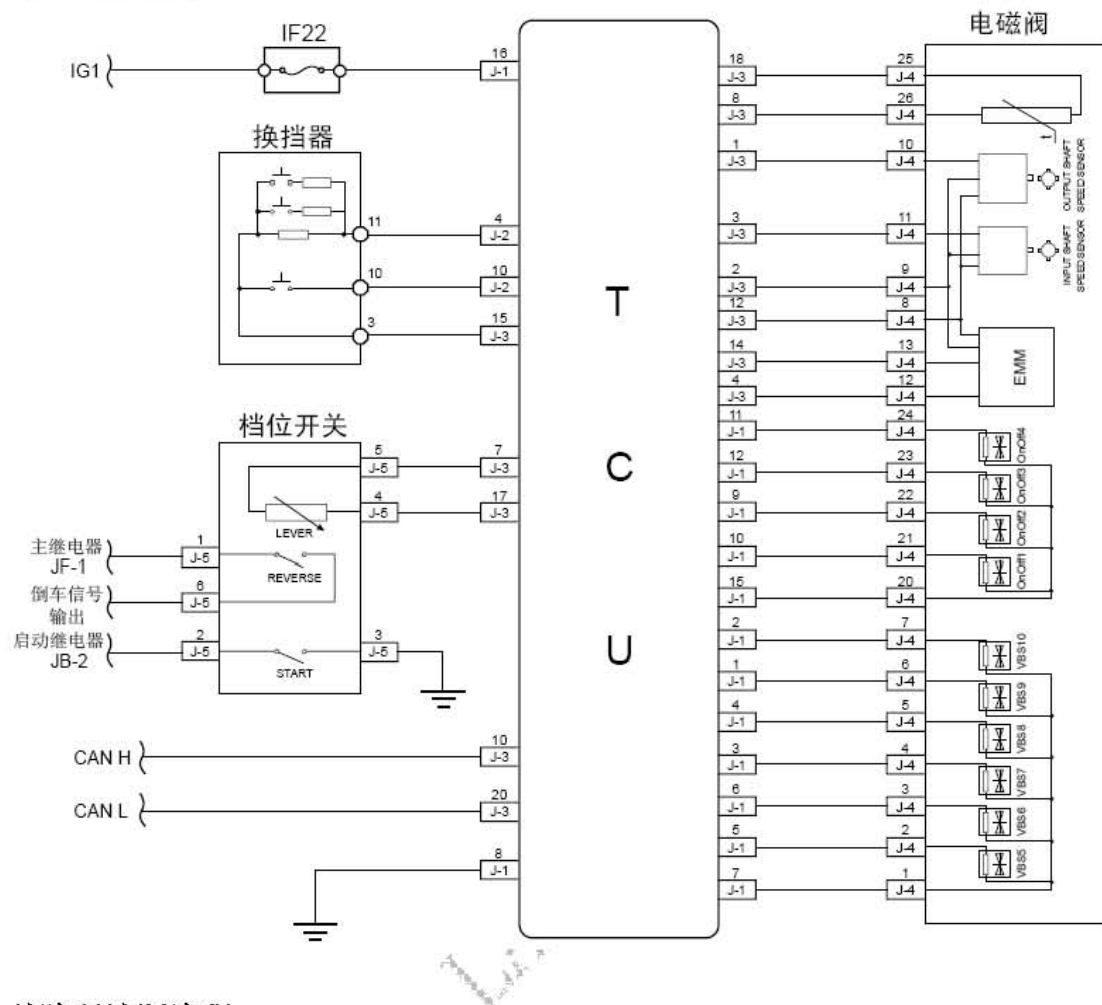 电磁阀
IF22
IG1
16
J-1
换挡器
11
4
J-2
10
10
J-2
3
15
J-3
档位开关
5
J-5
7
J-3
4
J-5
17
J-3
LEVER
主继电器
JF-1
1
J-5
REVERSE
倒车信号
输出
6
J-5
启动继电器
JB-2
2
J-5
3
J-5
START
CAN H
10
J-3
CAN L
20
J-3
8
J-1
T
C
U
18
J-3
25
J-4
8
J-3
26
J-4
t
1
J-3
10
J-4
OUTPUT SHAFT
SPEED SENSOR
3
J-3
11
J-4
INPUT SHAFT
SPEED SENSOR
2
J-3
9
J-4
12
J-3
8
J-4
14
J-3
13
J-4
EMM
4
J-3
12
J-4
11
J-1
24
J-4
OnOff4
12
J-1
23
J-4
OnOff3
9
J-1
22
J-4
OnOff2
10
J-1
21
J-4
OnOff1
15
J-1
20
J-4
2
J-1
7
J-4
VBS10
1
J-1
6
J-4
VBS9
4
J-1
5
J-4
VBS8
3
J-1
4
J-4
VBS7
6
J-1
3
J-4
VBS6
5
J-1
2
J-4
VBS5
7
J-1
1
J-4